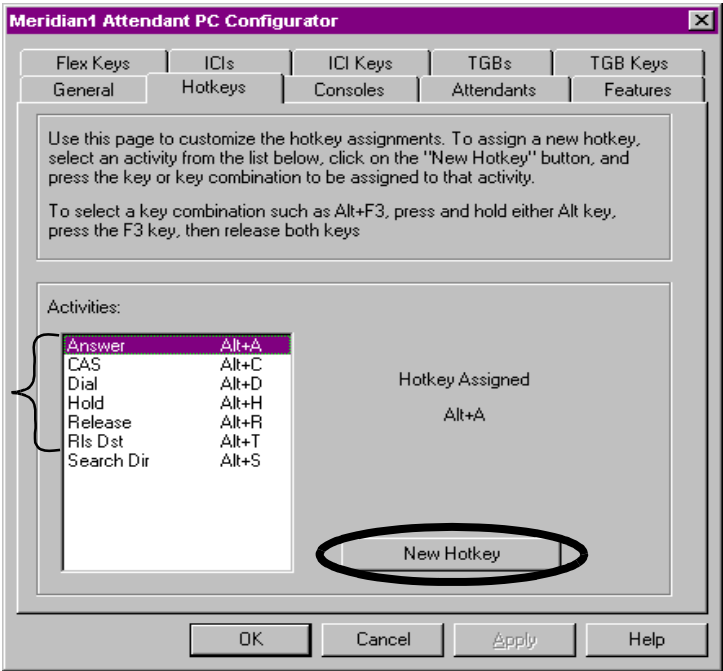 Meridian1 Attendant PC Configurator
Flex Keys ICIs ICI Keys TGBs TGB Keys
General Hotkeys Consoles Attendants Features
Use this page to customize the hotkey assignments. To assign a new hotkey,
select an activity from the list below, click on the "New Hotkey" button, and
press the key or key combination to be assigned to that activity.
To select a key combination such as Alt+F3, press and hold either Alt key,
press the F3 key, then release both keys
Activities:
Answer Alt+A
CAS Alt+C
Dial Alt+D
Hold Alt+H
Release Alt+R
Rls Dst Alt+T
Search Dir Alt+S
Hotkey Assigned
Alt+A
New Hotkey
OK Cancel Apply Help